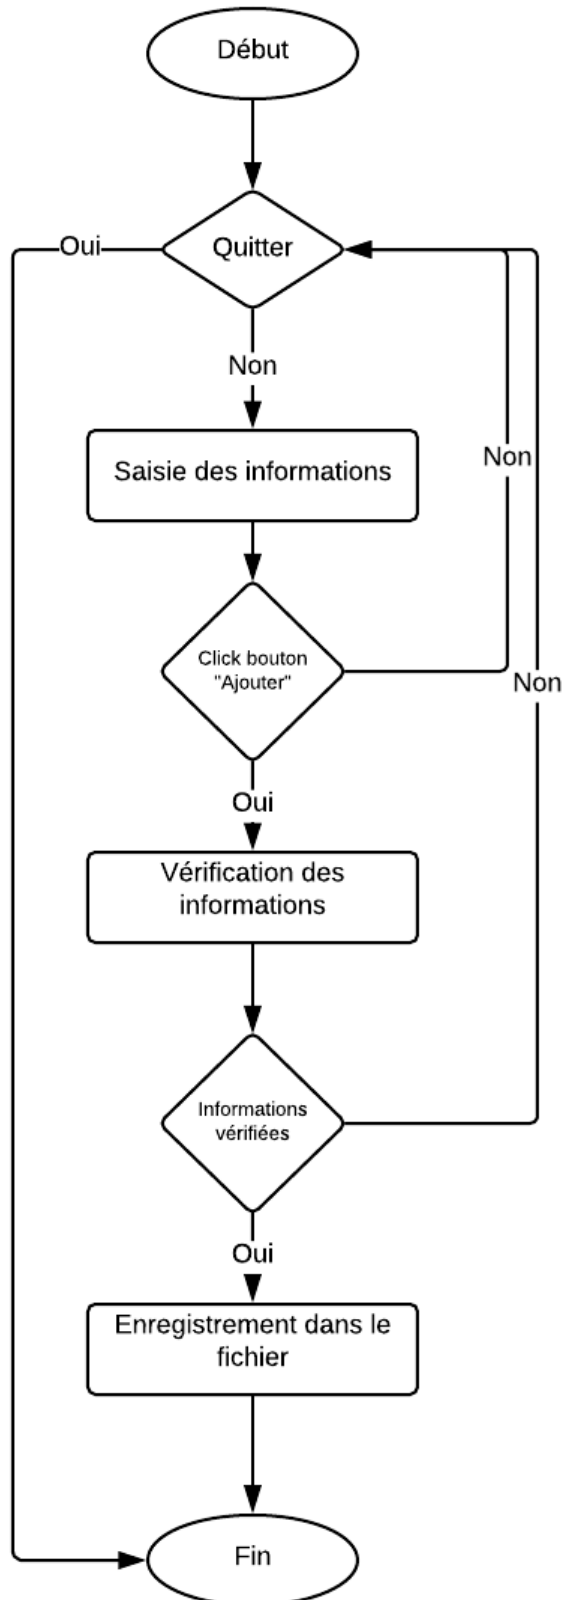 Début
Oui
Quitter
Non
Saisie des informations
Non
Click bouton
"Ajouter"
Non
Oui
Vérification des
informations
Informations
vérifiées
Oui
Enregistrement dans le
fichier
Fin